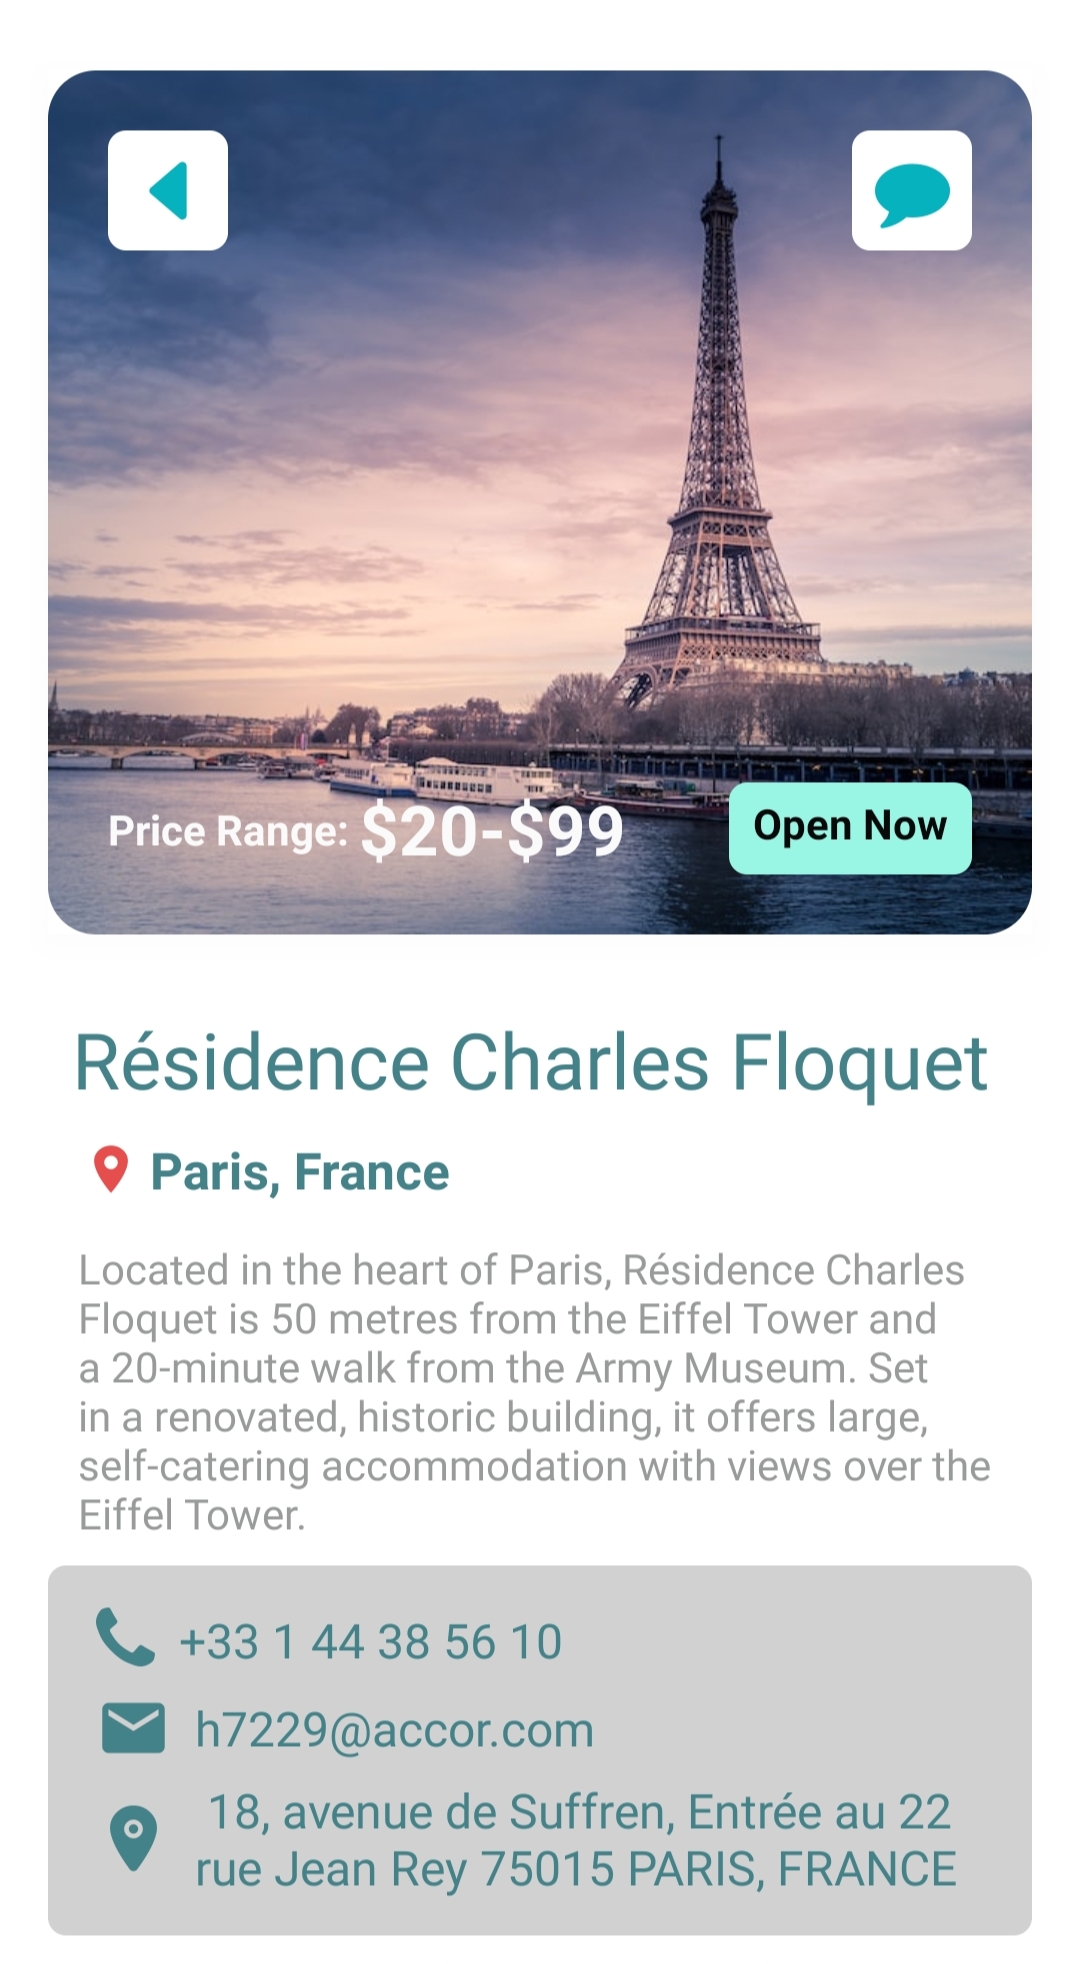 Price Range: $20-$99
Open Now
Résidence Charles Floquet
Paris, France
Located in the heart of Paris, Résidence Charles
Floquet is 50 metres from the Eiffel Tower and
a 20-minute walk from the Army Museum. Set
in a renovated, historic building, it offers large,
self-catering accommodation with views over the
Eiffel Tower.
+33 1 44 38 56 10
h7229@accor.com
18, avenue de Suffren, Entrée au 22
rue Jean Rey 75015 PARIS, FRANCE